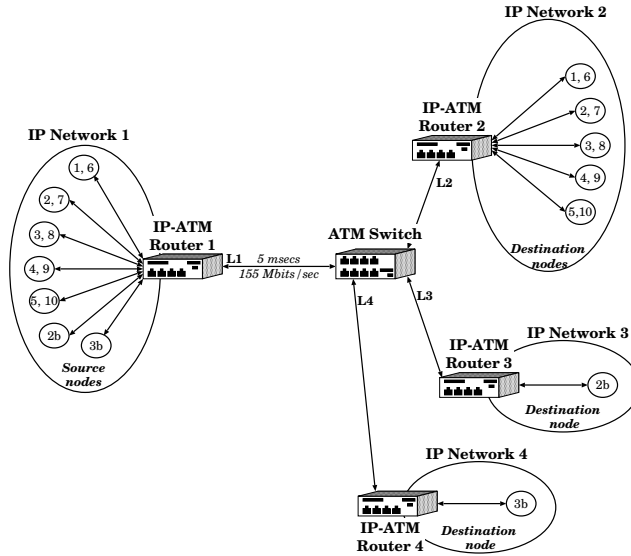 IP Network 2
1, 6
IP-ATM
Router 2
2, 7
3, 8
4, 9
5,10
L2
Destination
nodes
IP Network 1
1, 6
2, 7
3, 8
4, 9
5, 10
2b
3b
Source
nodes
IP-ATM
Router 1
L1
5 msecs
155 Mbits/sec
ATM Switch
L4
L3
IP Network 3
IP-ATM
Router 3
2b
Destination
node
IP Network 4
3b
IP-ATM
Router 4
Destination
node